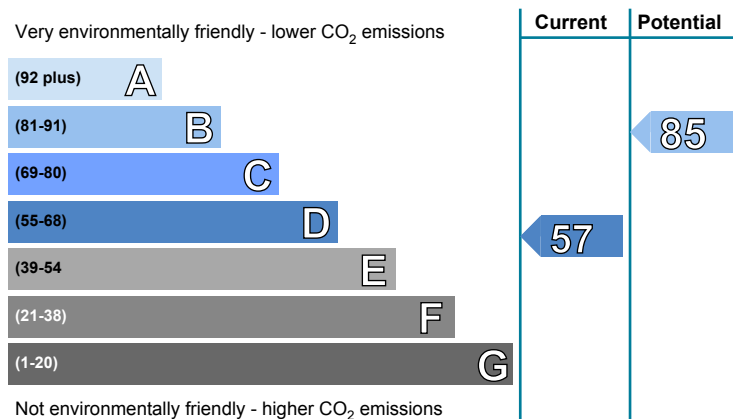 Current Potential
Very environmentally friendly - lower CO2 emissions
(92 plus) A
(81-91) B 85
(69-80) C
(55-68) D 57
(39-54 E
(21-38) F
(1-20) G
Not environmentally friendly - higher CO2 emissions